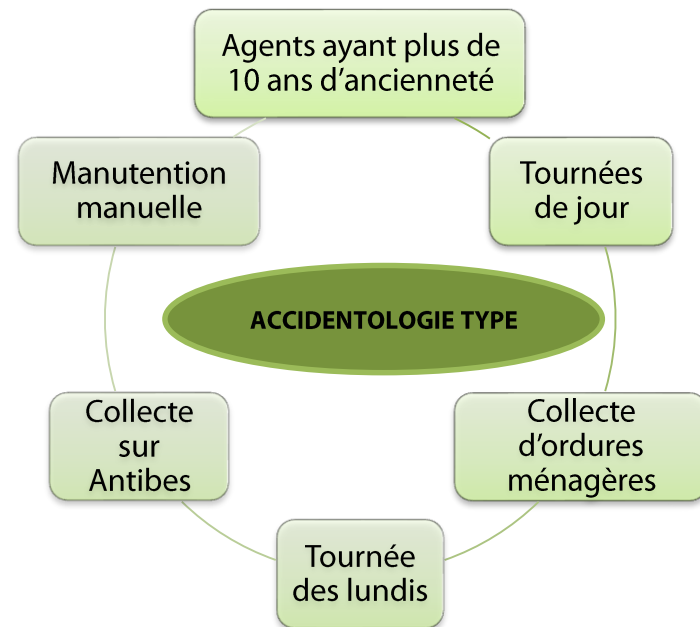 Agents ayant plus de
10 ans d’ancienneté
Tournées
de jour
Collecte
d’ordures
ménagères
Tournée
des lundis
Collecte
sur
Antibes
Manutention
manuelle
ACCIDENTOLOGIE TYPE